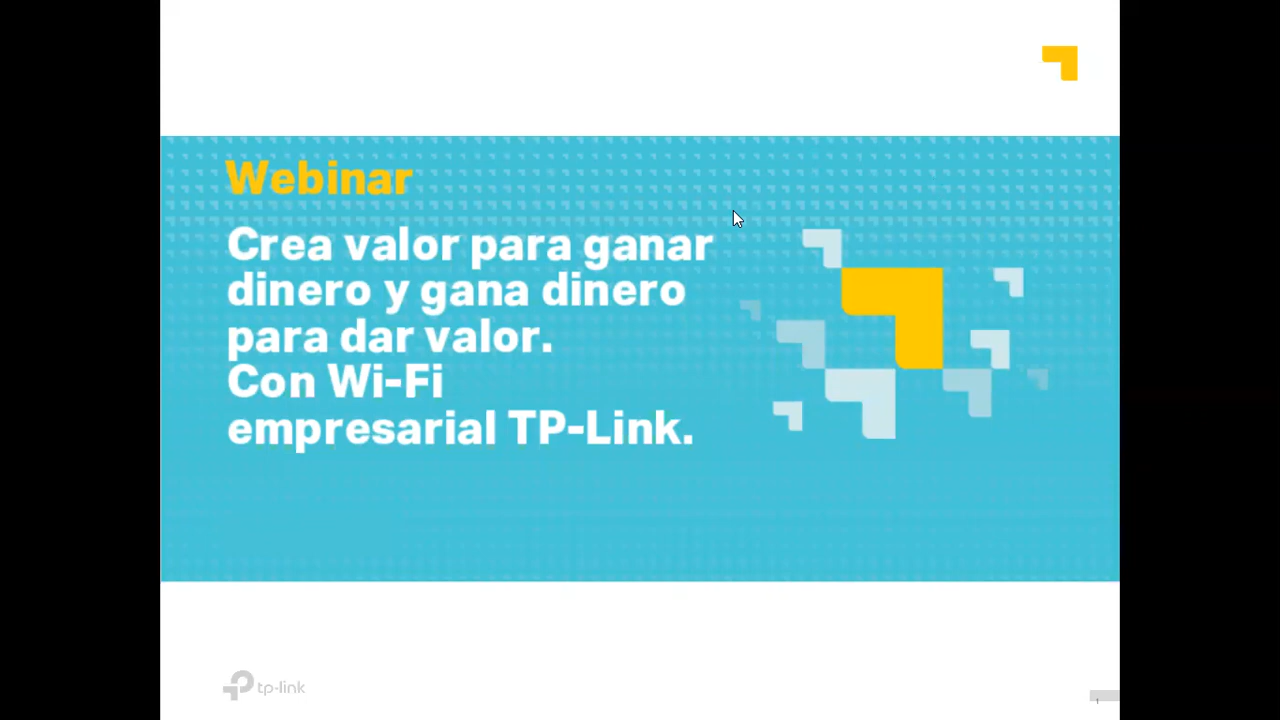 Webinar
Crea valor para ganar
dinero y gana dinero
para dar valor.
Con Wi-Fi
empresarial TP-Link.
tp-link